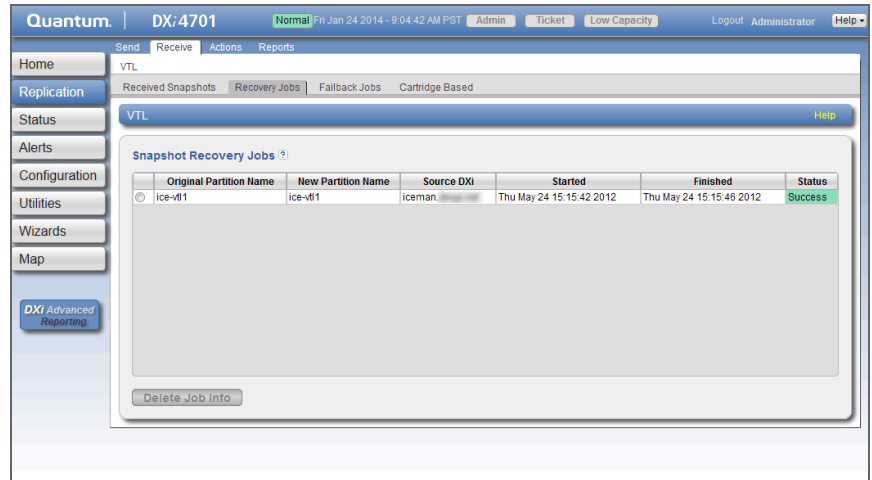 Quantum. DXi4701 Normal Fri Jan 24 2014 - 9:04:42 AM PST Admin Ticket Low Capacity Logout Administrator Help
Send Receive Actions Reports
Home
VTL
Replication
Received Snapshots Recovery Jobs Failback Jobs Cartridge Based
Status
VTL Help
Alerts
Snapshot Recovery Jobs ?
Configuration
Original Partition Name New Partition Name Source DXi Started Finished Status
Utilities
ice-vtl1 ice-vtl1 iceman. Thu May 24 15:15:42 2012 Thu May 24 15:15:46 2012 Success
Wizards
Map
DXi Advanced
Reporting
Delete Job Info